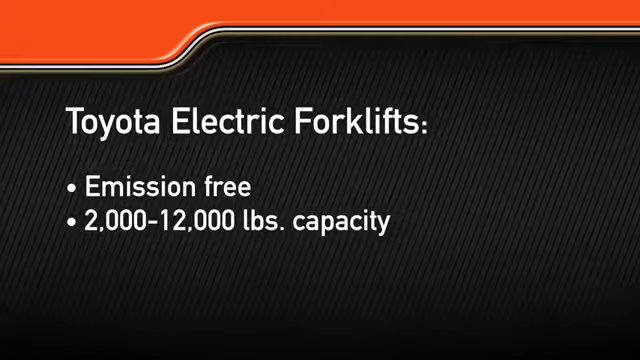 Toyota Electric Forklifts:
• Emission free
• 2,000-12,000 lbs. capacity